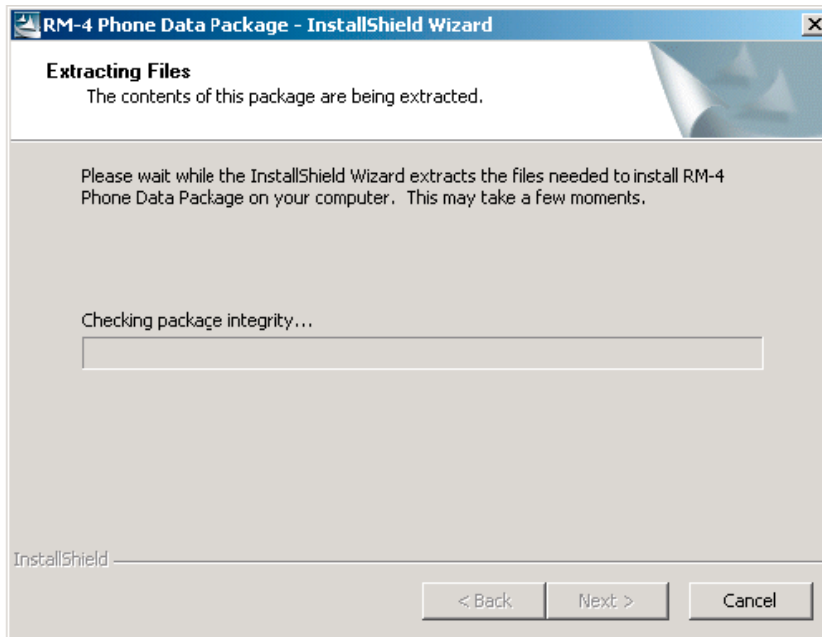 RM-4 Phone Data Package - InstallShield Wizard
Extracting Files
The contents of this package are being extracted.
Please wait while the InstallShield Wizard extracts the files needed to install RM-4
Phone Data Package on your computer.  This may take a few moments.
Checking package integrity...
InstallShield
< Back
Next >
Cancel